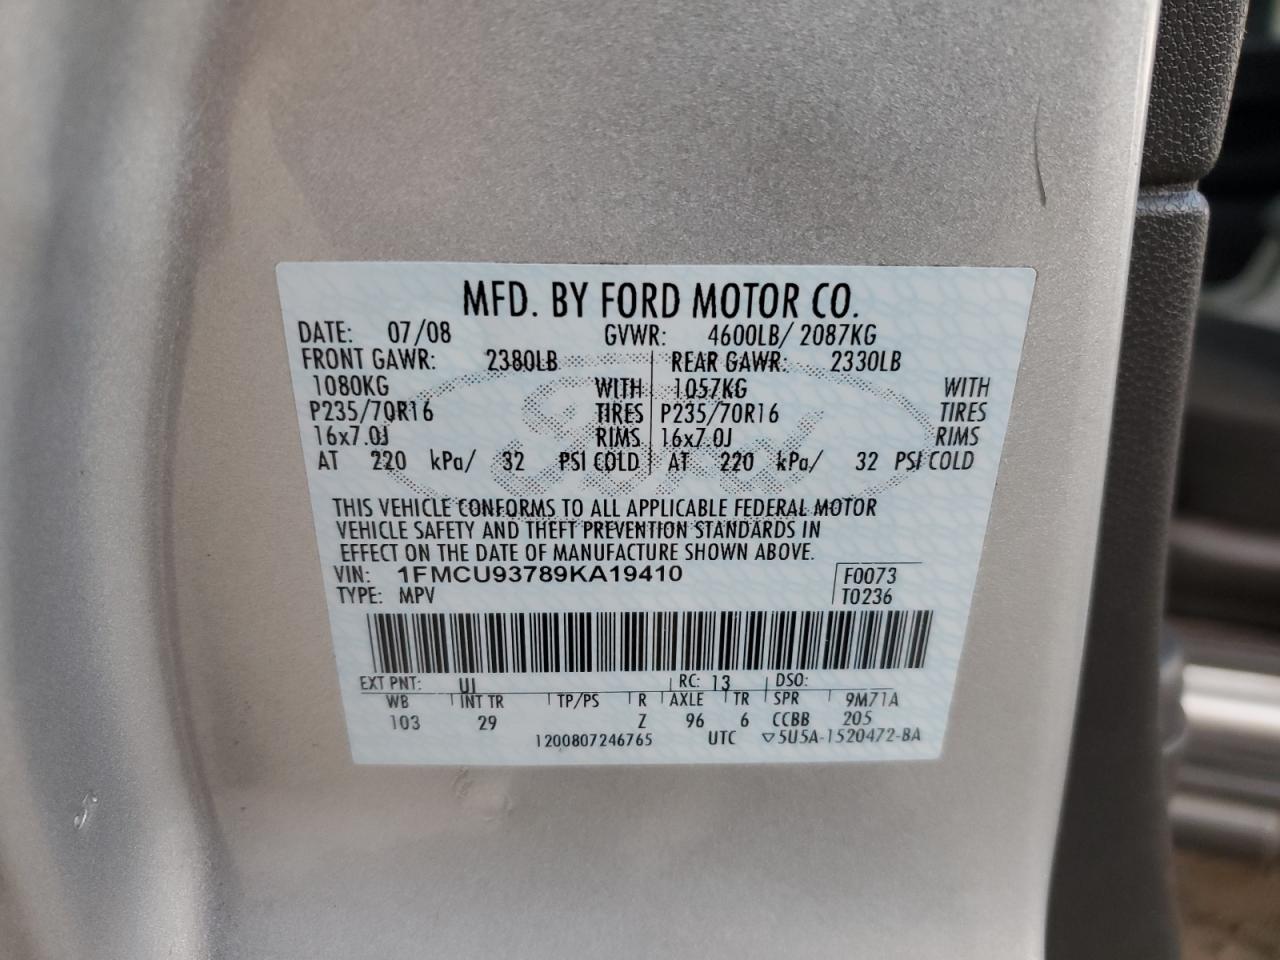 MFD. BY FORD MOTOR CO.
DATE: 07/08 GVWR: 4600LB/ 2087KG
FRONT GAWR: 2380LB REAR GAWR: 2330LB
1080KG WITH 1057KG WITH
P235/70R16 TIRES P235/70R16 TIRES
16x7.0J RIMS 16x7.0J RIMS
AT 220 kPa/ 32 PSI COLD AT 220 kPa/ 32 PSI COLD
THIS VEHICLE CONFORMS TO ALL APPLICABLE FEDERAL MOTOR
VEHICLE SAFETY AND THEFT PREVENTION STANDARDS IN
EFFECT ON THE DATE OF MANUFACTURE SHOWN ABOVE.
VIN: 1FMCU93789KA19410 F0073
TYPE: MPV T0236
EXT PNT: UJ RC: 13 DSO:
WB INT TR TP/PS R AXLE TR SPR 9M71A
103 29 Z 96 6 CCBB 205
1200807246765 UTC ▽5U5A-1520472-BA
Ford